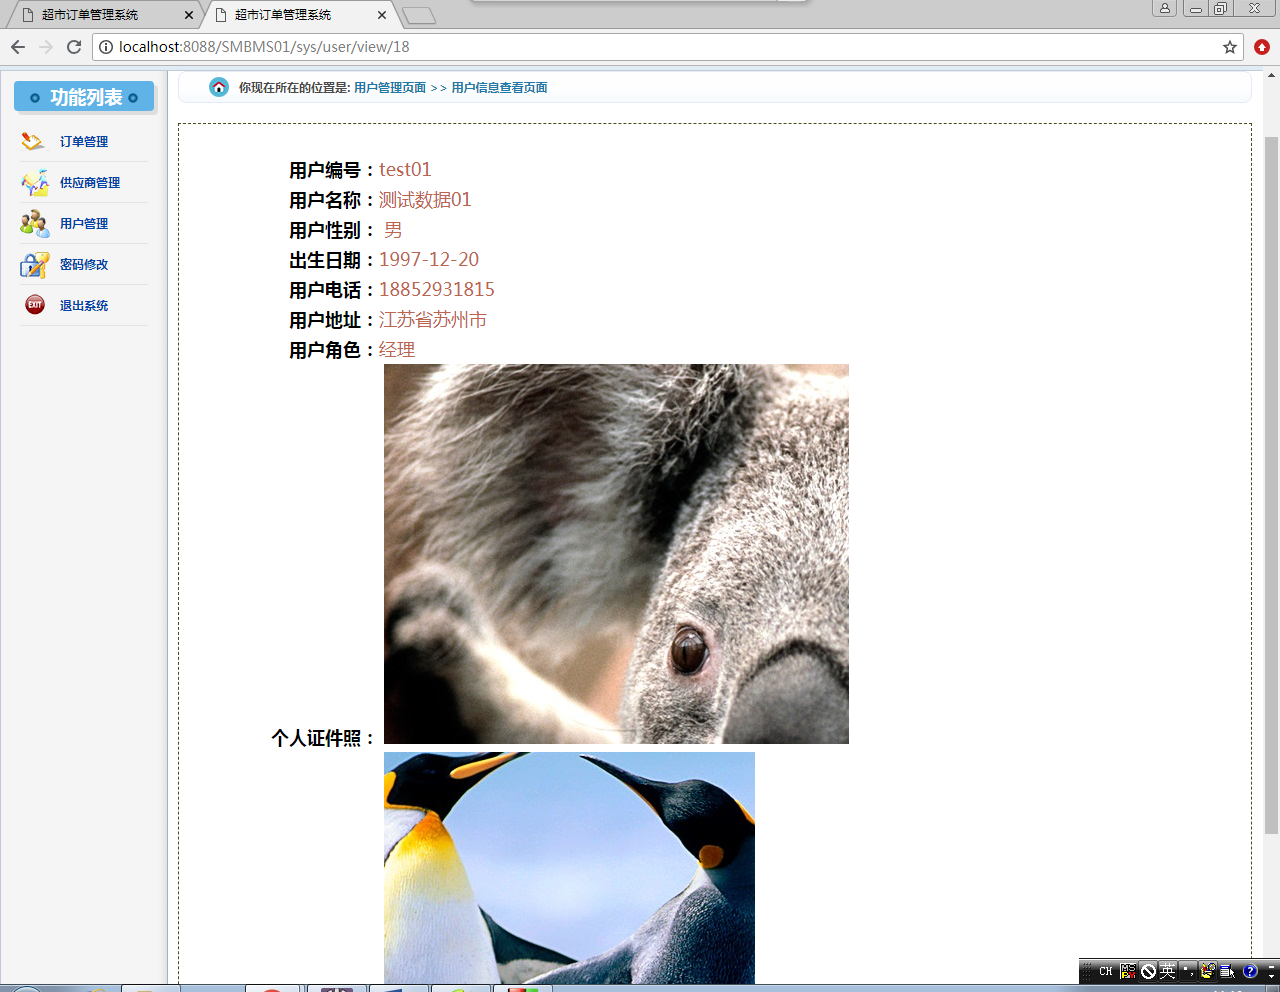 超市订单管理系统
超市订单管理系统
localhost:8088/SMBMS01/sys/user/view/18
功能列表
订单管理
供应商管理
用户管理
密码修改
EXIT 退出系统
你现在所在的位置是: 用户管理页面 >> 用户信息查看页面
用户编号：test01
用户名称：测试数据01
用户性别： 男
出生日期：1997-12-20
用户电话：18852931815
用户地址：江苏省苏州市
用户角色：经理
个人证件照：
CH 英